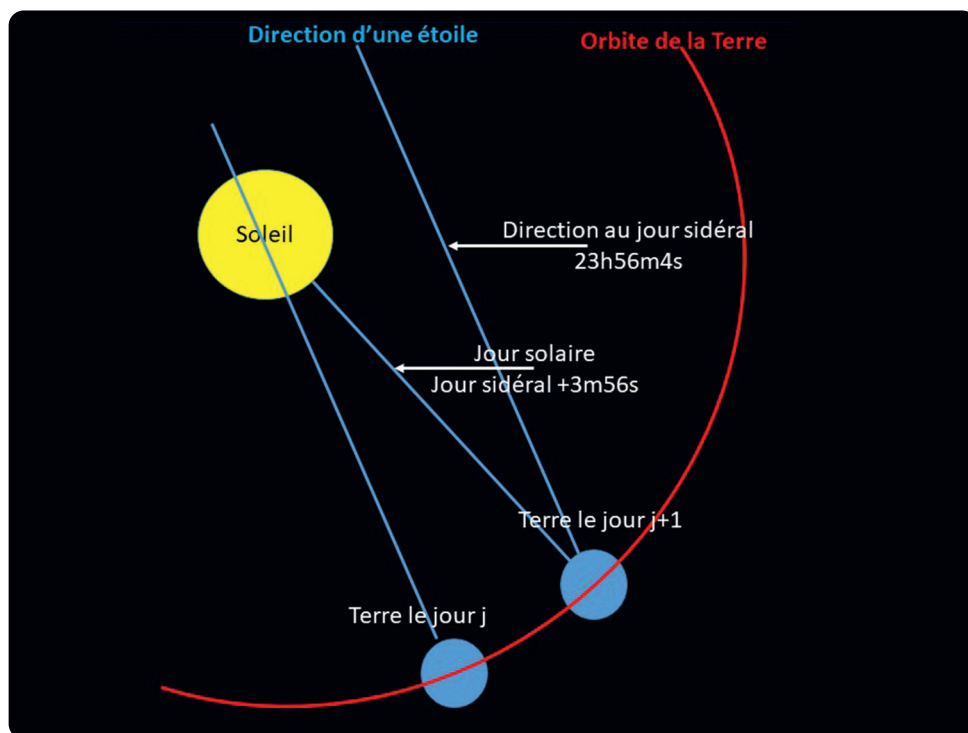 Direction d’une étoile
Orbite de la Terre
Soleil
Direction au jour sidéral
23h56m4s
Jour solaire
Jour sidéral +3m56s
Terre le jour j+1
Terre le jour j